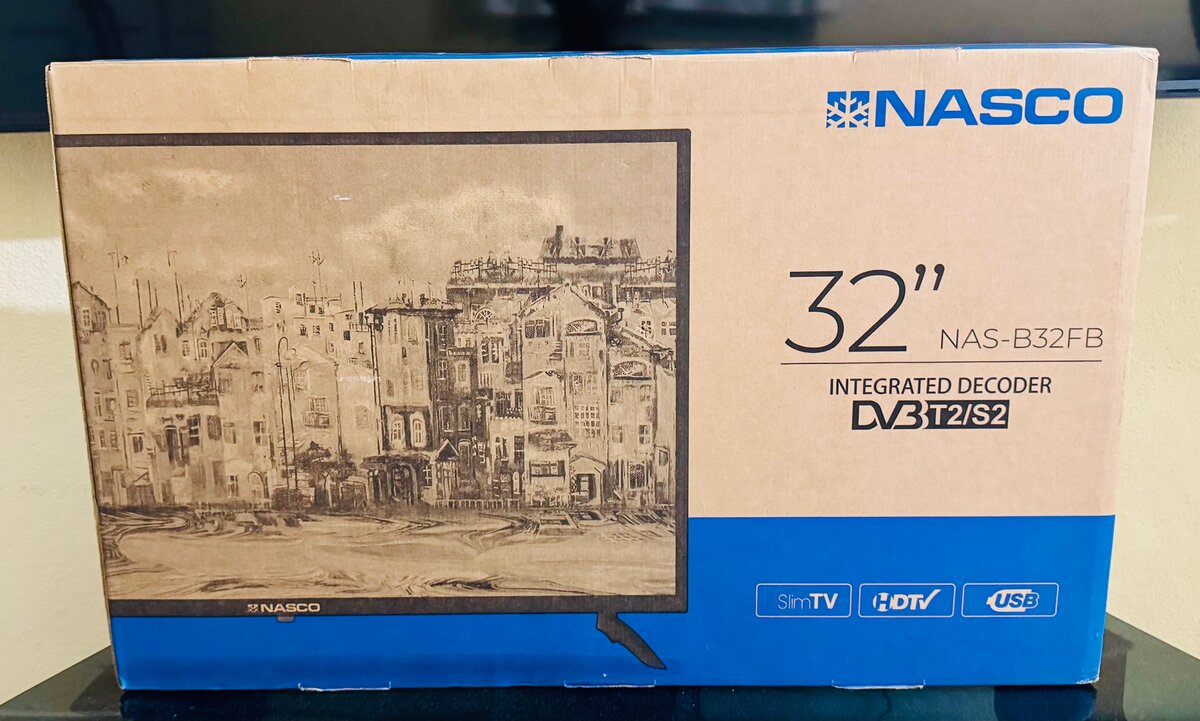 NASCO
32”
NAS-B32FB
INTEGRATED DECODER
DVB T2/S2
SlimTV
HDTV
USB
NASCO